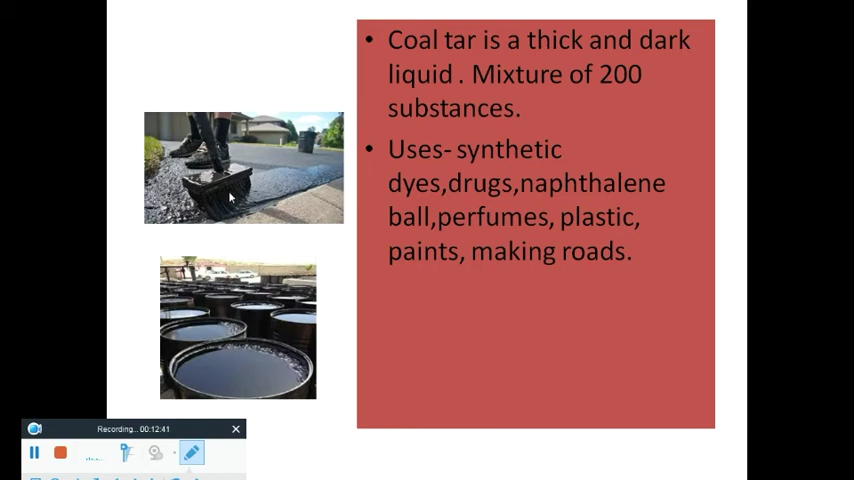 • Coal tar is a thick and dark
liquid . Mixture of 200
substances.
• Uses- synthetic
dyes,drugs,naphthalene
ball,perfumes, plastic,
paints, making roads.
Recording... 00:12:41